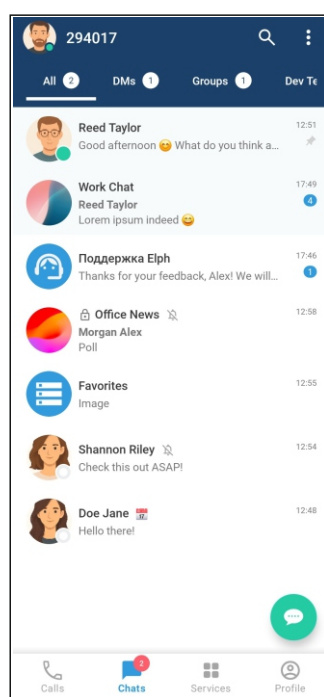 294017
All 2 DMs 1 Groups 1 Dev Te
Reed Taylor 12:51
Good afternoon 😊 What do you think a...
Work Chat 17:49
Reed Taylor 4
Lorem ipsum indeed 😄
Поддержка Elph 17:46
Thanks for your feedback, Alex! We will... 1
Office News 12:58
Morgan Alex
Poll
Favorites 12:55
Image
Shannon Riley 12:54
Check this out ASAP!
Doe Jane 📅 12:48
Hello there!
2
Calls Chats Services Profile